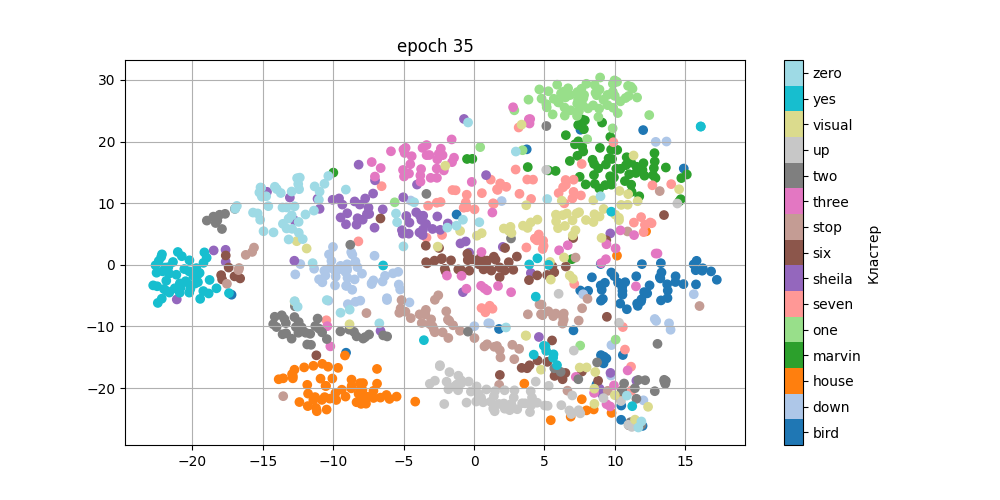 epoch 35
30
20
10
0
−10
−20
−20
−15
−10
−5
0
5
10
15
zero
yes
visual
up
two
three
stop
six
sheila
seven
one
marvin
house
down
bird
Кластер